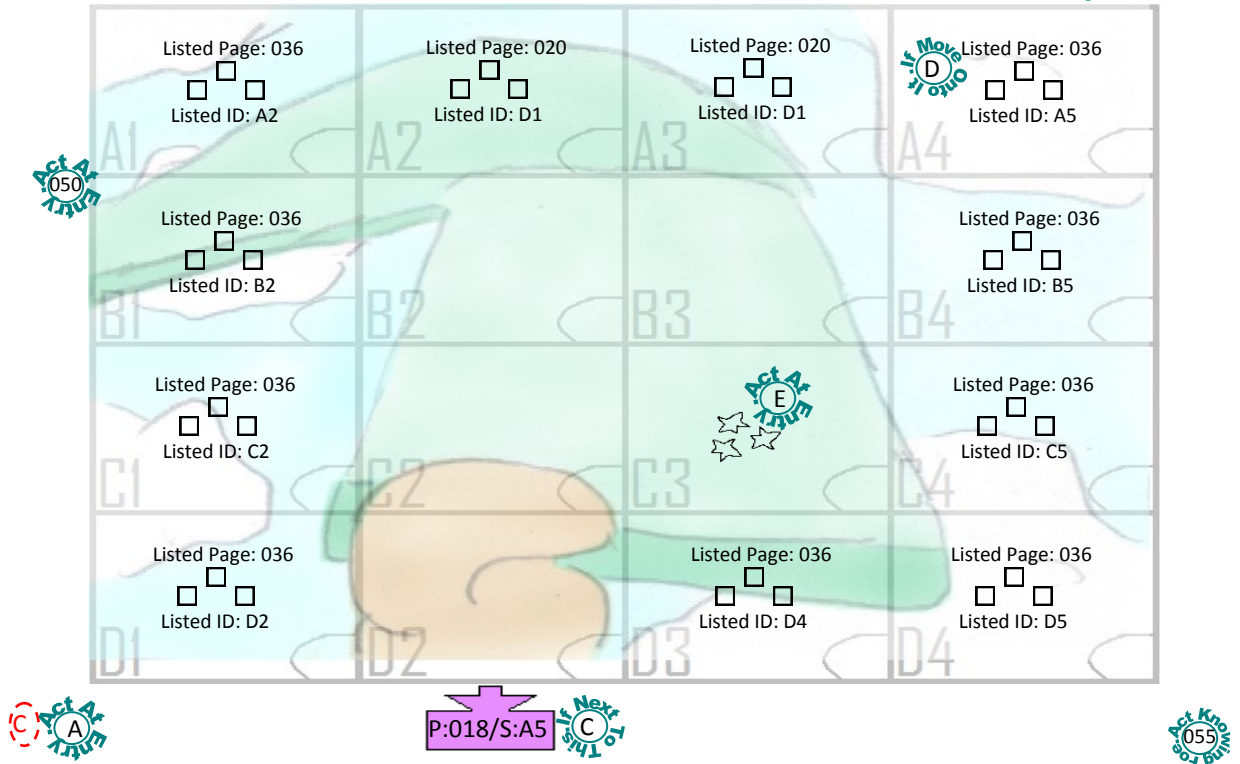 Listed Page: 036
Listed ID: A2
A1
Listed Page: 020
Listed ID: D1
A2
Listed Page: 020
Listed ID: D1
A3
If Move Onto It.
D
Listed Page: 036
Listed ID: A5
A4
Act At Entry.
050
Listed Page: 036
Listed ID: B2
B1
B2
B3
Listed Page: 036
Listed ID: B5
B4
Listed Page: 036
Listed ID: C2
C1
C2
Act At Entry.
E
C3
Listed Page: 036
Listed ID: C5
C4
Listed Page: 036
Listed ID: D2
D1
D2
Listed Page: 036
Listed ID: D4
D3
Listed Page: 036
Listed ID: D5
D4
C
Act At Entry.
A
P:018/S:A5
If Next To This.
C
Act Knowing Foe.
055